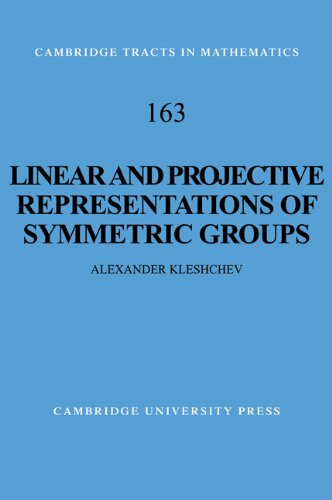 CAMBRIDGE TRACTS IN MATHEMATICS
163
LINEAR AND PROJECTIVE
REPRESENTATIONS OF
SYMMETRIC GROUPS
ALEXANDER KLESHCHEV
CAMBRIDGE UNIVERSITY PRESS